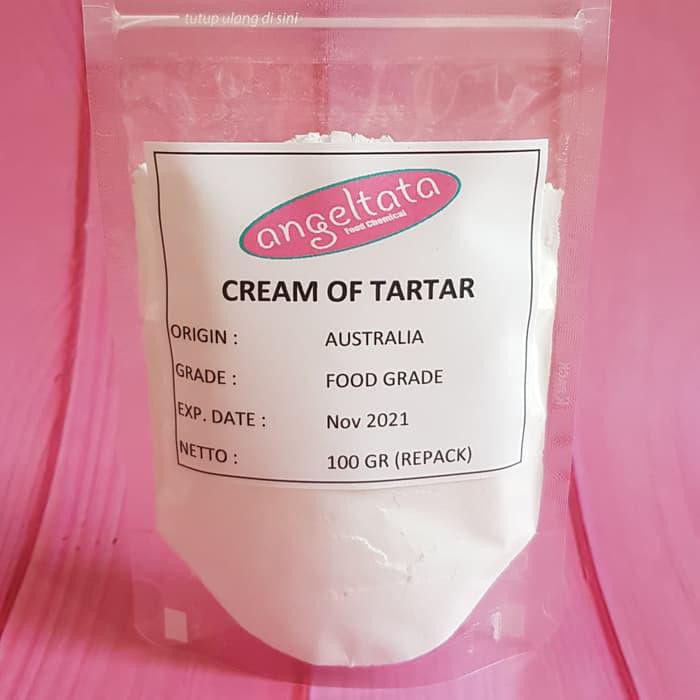 tutup ulang di sini
angeltata
Food Chemical
CREAM OF TARTAR
ORIGIN : AUSTRALIA
GRADE : FOOD GRADE
EXP. DATE : Nov 2021
NETTO : 100 GR (REPACK)